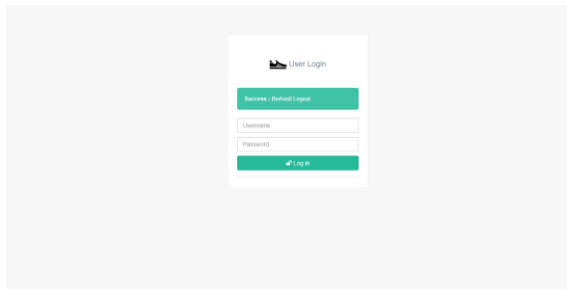 User Login
Success : Berhasil Logout.
Username
Password
Log in